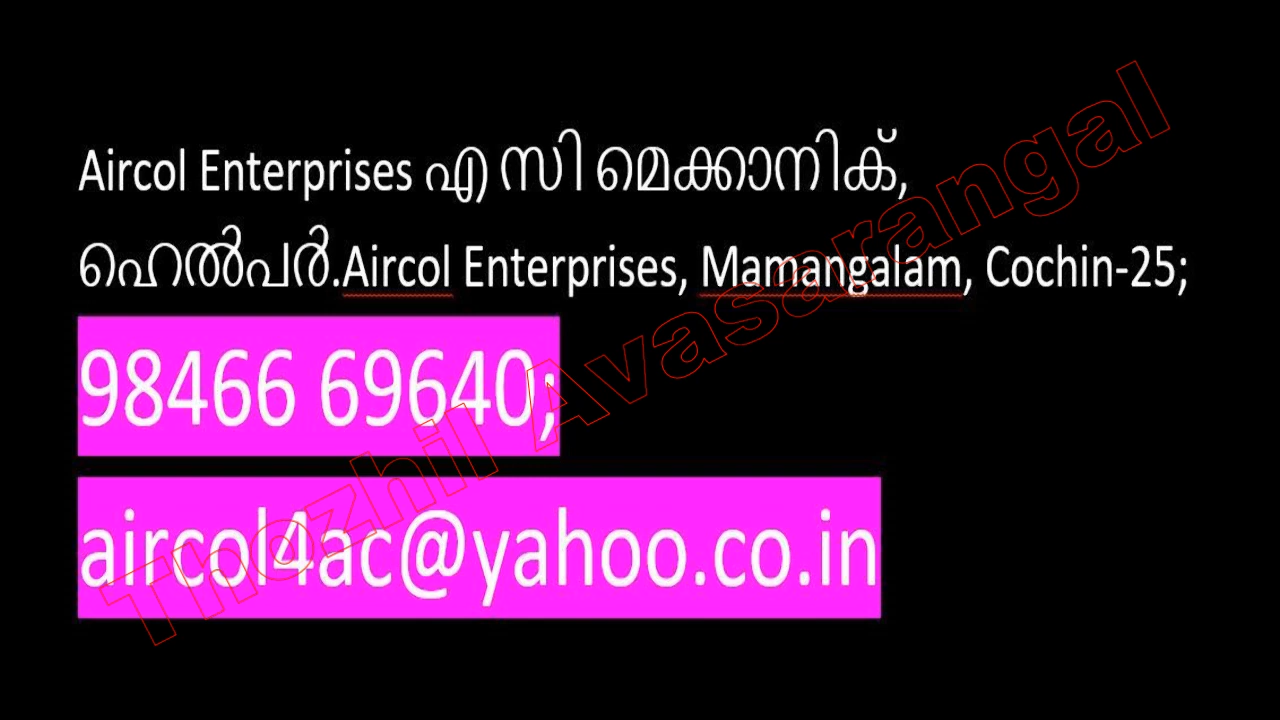 Aircol Enterprises എ സി മെക്കാനിക്,
ഹെൽപർ.Aircol Enterprises, Mamangalam, Cochin-25;
98466 69640;
aircol4ac@yahoo.co.in
Thozhil Avasarangal